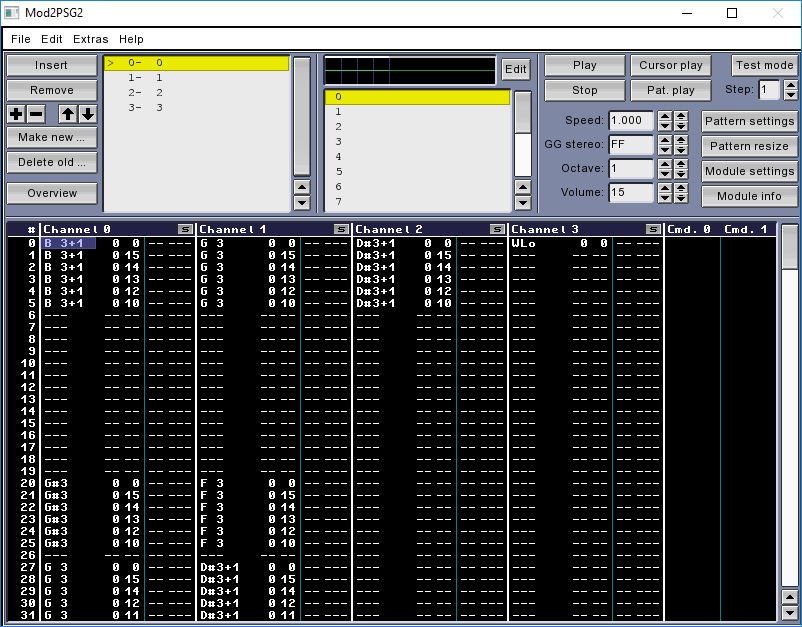 Mod2PSG2
File Edit Extras Help
Insert
Remove
Make new ...
Delete old ...
Overview
> 0- 0
1- 1
2- 2
3- 3
Edit
0
1
2
3
4
5
6
7
Play Cursor play Test mode
Stop Pat. play Step: 1
Speed: 1.000 Pattern settings
GG stereo: FF Pattern resize
Octave: 1 Module settings
Volume: 15 Module info
# Channel 0 S Channel 1 S Channel 2 S Channel 3 S Cmd. 0 Cmd. 1
0 B 3+1 0 0 -- --- G 3 0 0 -- --- D#3+1 0 0 -- --- WLo 0 0 -- ---
1 B 3+1 0 15 -- --- G 3 0 15 -- --- D#3+1 0 15 -- --- --- -- -- -- ---
2 B 3+1 0 14 -- --- G 3 0 14 -- --- D#3+1 0 14 -- --- --- -- -- -- ---
3 B 3+1 0 13 -- --- G 3 0 13 -- --- D#3+1 0 13 -- --- --- -- -- -- ---
4 B 3+1 0 12 -- --- G 3 0 12 -- --- D#3+1 0 12 -- --- --- -- -- -- ---
5 B 3+1 0 10 -- --- G 3 0 10 -- --- D#3+1 0 10 -- --- --- -- -- -- ---
6 --- -- -- -- --- --- -- -- -- --- --- -- -- -- --- --- -- -- -- ---
7 --- -- -- -- --- --- -- -- -- --- --- -- -- -- --- --- -- -- -- ---
8 --- -- -- -- --- --- -- -- -- --- --- -- -- -- --- --- -- -- -- ---
9 --- -- -- -- --- --- -- -- -- --- --- -- -- -- --- --- -- -- -- ---
10 --- -- -- -- --- --- -- -- -- --- --- -- -- -- --- --- -- -- -- ---
11 --- -- -- -- --- --- -- -- -- --- --- -- -- -- --- --- -- -- -- ---
12 --- -- -- -- --- --- -- -- -- --- --- -- -- -- --- --- -- -- -- ---
13 --- -- -- -- --- --- -- -- -- --- --- -- -- -- --- --- -- -- -- ---
14 --- -- -- -- --- --- -- -- -- --- --- -- -- -- --- --- -- -- -- ---
15 --- -- -- -- --- --- -- -- -- --- --- -- -- -- --- --- -- -- -- ---
16 --- -- -- -- --- --- -- -- -- --- --- -- -- -- --- --- -- -- -- ---
17 --- -- -- -- --- --- -- -- -- --- --- -- -- -- --- --- -- -- -- ---
18 --- -- -- -- --- --- -- -- -- --- --- -- -- -- --- --- -- -- -- ---
19 --- -- -- -- --- --- -- -- -- --- --- -- -- -- --- --- -- -- -- ---
20 G#3 0 0 -- --- F 3 0 0 -- --- --- -- -- -- --- --- -- -- -- ---
21 G#3 0 15 -- --- F 3 0 15 -- --- --- -- -- -- --- --- -- -- -- ---
22 G#3 0 14 -- --- F 3 0 14 -- --- --- -- -- -- --- --- -- -- -- ---
23 G#3 0 13 -- --- F 3 0 13 -- --- --- -- -- -- --- --- -- -- -- ---
24 G#3 0 12 -- --- F 3 0 12 -- --- --- -- -- -- --- --- -- -- -- ---
25 G#3 0 10 -- --- F 3 0 10 -- --- --- -- -- -- --- --- -- -- -- ---
26 --- -- -- -- --- --- -- -- -- --- --- -- -- -- --- --- -- -- -- ---
27 G 3 0 0 -- --- D#3+1 0 0 -- --- --- -- -- -- --- --- -- -- -- ---
28 G 3 0 15 -- --- D#3+1 0 15 -- --- --- -- -- -- --- --- -- -- -- ---
29 G 3 0 14 -- --- D#3+1 0 14 -- --- --- -- -- -- --- --- -- -- -- ---
30 G 3 0 12 -- --- D#3+1 0 12 -- --- --- -- -- -- --- --- -- -- -- ---
31 G 3 0 11 -- --- D#3+1 0 11 -- --- --- -- -- -- --- --- -- -- -- ---